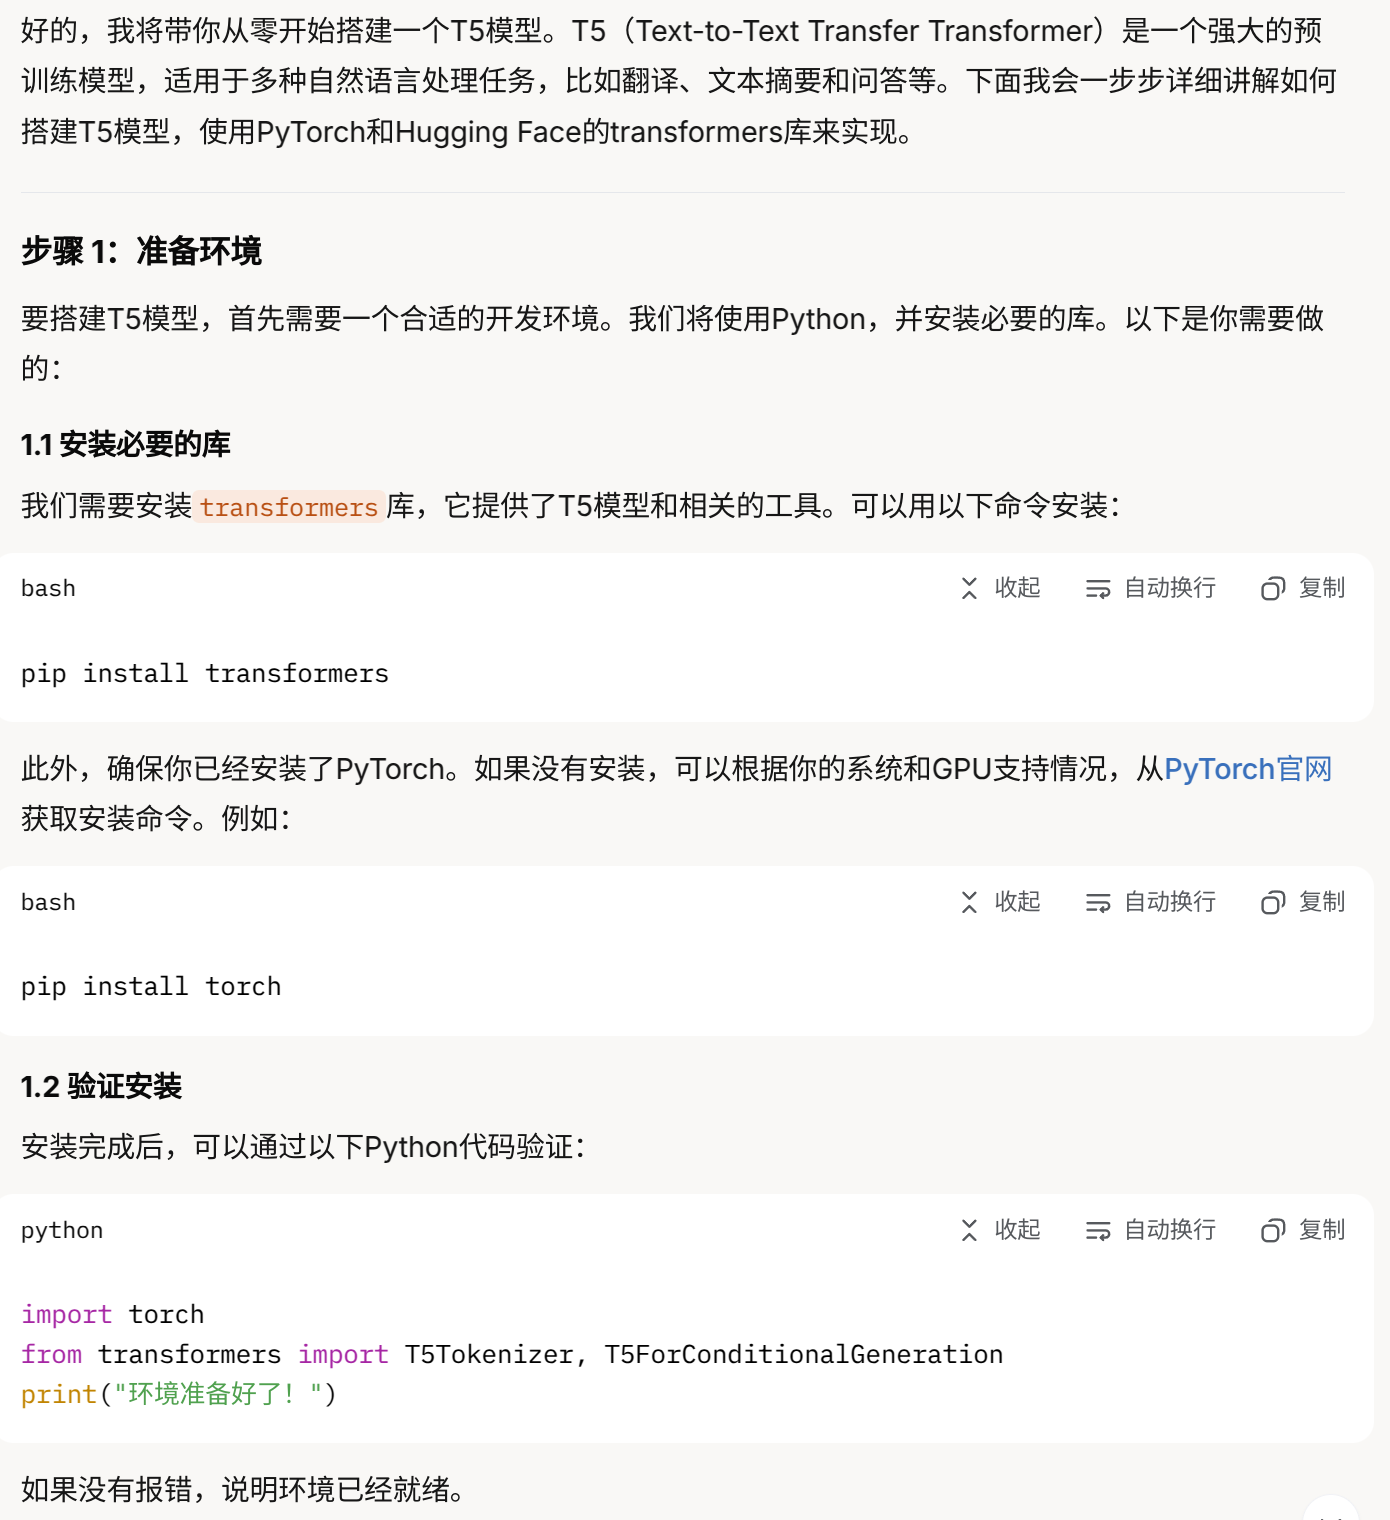 好的，我将带你从零开始搭建一个T5模型。T5（Text-to-Text Transfer Transformer）是一个强大的预
训练模型，适用于多种自然语言处理任务，比如翻译、文本摘要和问答等。下面我会一步步详细讲解如何
搭建T5模型，使用PyTorch和Hugging Face的transformers库来实现。
步骤 1：准备环境
要搭建T5模型，首先需要一个合适的开发环境。我们将使用Python，并安装必要的库。以下是你需要做
的：
1.1 安装必要的库
我们需要安装transformers库，它提供了T5模型和相关的工具。可以用以下命令安装：
bash 收起 自动换行 复制
pip install transformers
此外，确保你已经安装了PyTorch。如果没有安装，可以根据你的系统和GPU支持情况，从PyTorch官网
获取安装命令。例如：
bash 收起 自动换行 复制
pip install torch
1.2 验证安装
安装完成后，可以通过以下Python代码验证：
python 收起 自动换行 复制
import torch
from transformers import T5Tokenizer, T5ForConditionalGeneration
print("环境准备好了！")
如果没有报错，说明环境已经就绪。